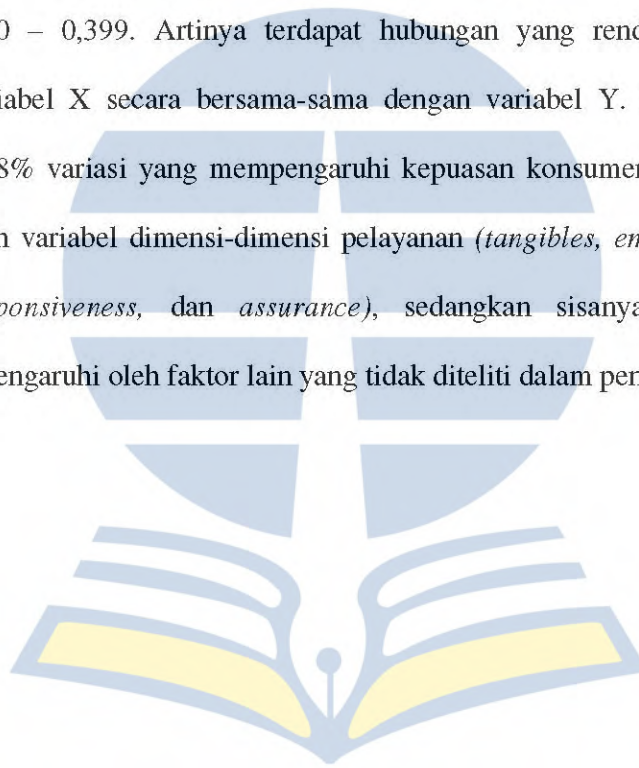 0 – 0,399. Artinya terdapat hubungan yang rend
iabel X secara bersama-sama dengan variabel Y.
8% variasi yang mempengaruhi kepuasan konsumen
n variabel dimensi-dimensi pelayanan (tangibles, em
ponsiveness, dan assurance), sedangkan sisanya
engaruhi oleh faktor lain yang tidak diteliti dalam pen